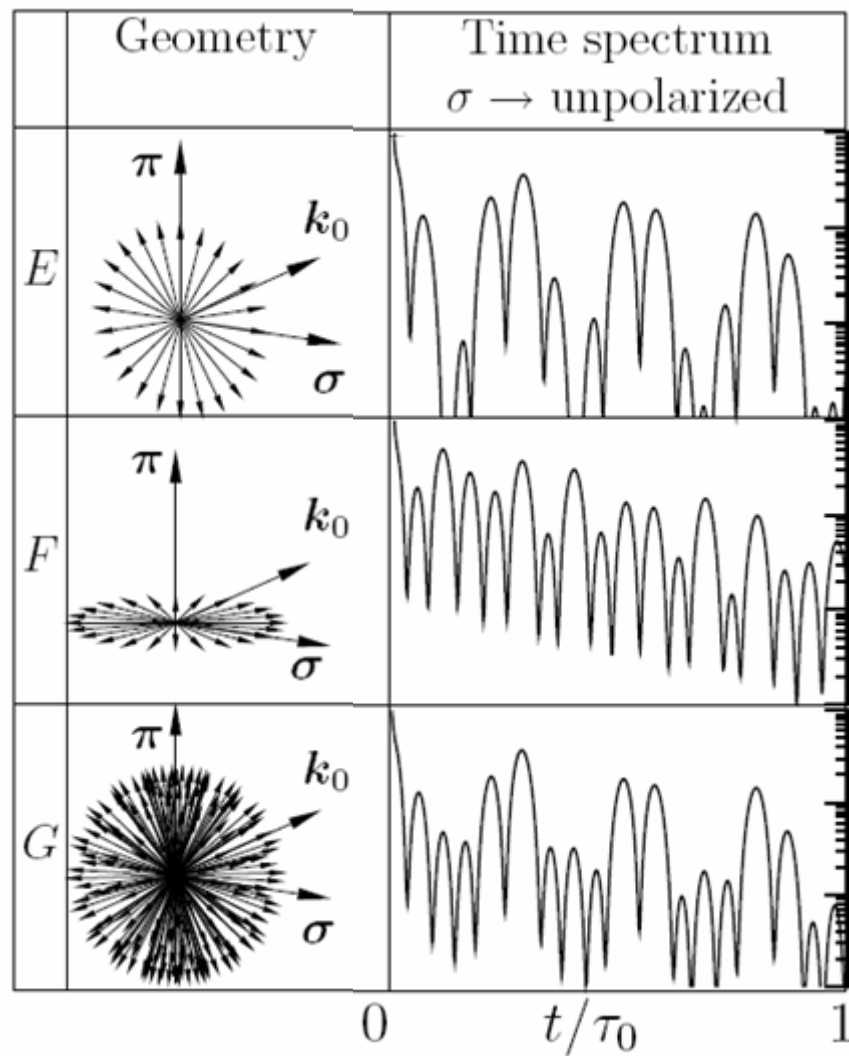 Geometry
Time spectrum
σ → unpolarized
E
π
k₀
σ
F
π
k₀
σ
G
π
k₀
σ
0
t/τ₀
1